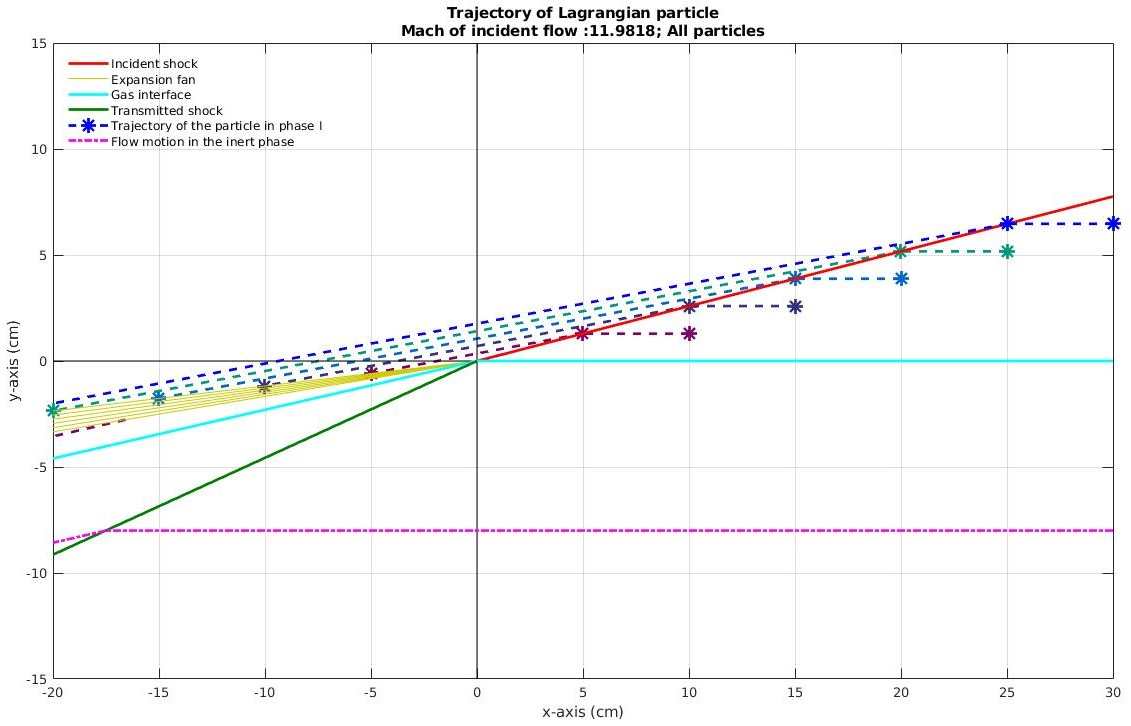 Trajectory of Lagrangian particle
Mach of incident flow :11.9818; All particles
15
Incident shock
Expansion fan
Gas interface
Transmitted shock
Trajectory of the particle in phase I
Flow motion in the inert phase
10
5
0
-5
-10
-15
y-axis (cm)
-20 -15 -10 -5 0 5 10 15 20 25 30
x-axis (cm)